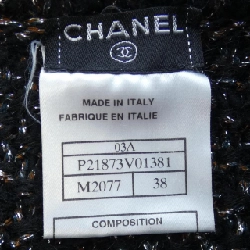 CHANEL
MADE IN ITALY
FABRIQUE EN ITALIE
03A
P21873V01381
M2077 38
COMPOSITION